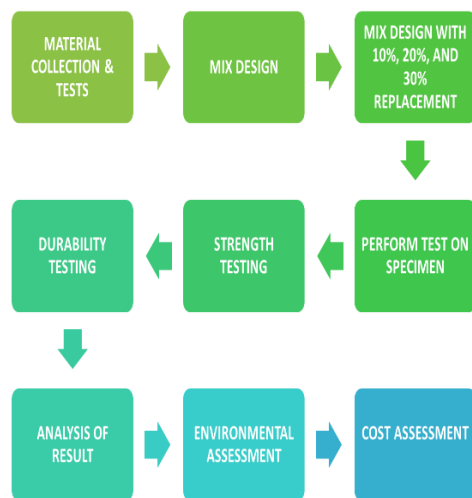 MATERIAL
COLLECTION &
TESTS
MIX DESIGN
MIX DESIGN WITH
10%, 20%, AND
30%
REPLACEMENT
PERFORM TEST ON
SPECIMEN
STRENGTH
TESTING
DURABILITY
TESTING
ANALYSIS OF
RESULT
ENVIRONMENTAL
ASSESSMENT
COST ASSESSMENT